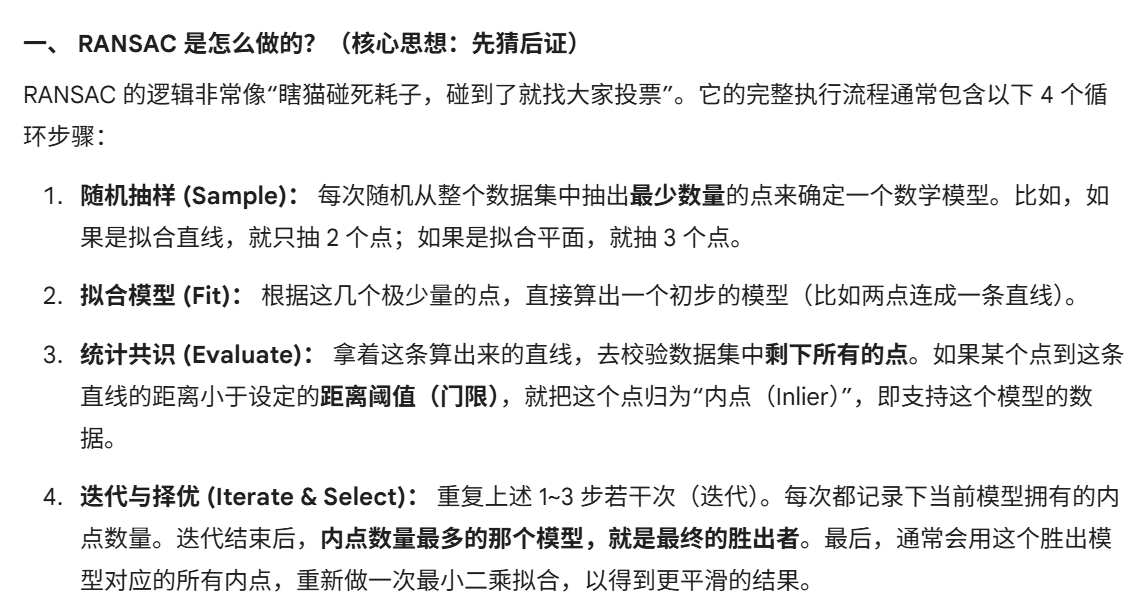 一、 RANSAC 是怎么做的？（核心思想：先猜后证）
RANSAC 的逻辑非常像“瞎猫碰死耗子，碰到了就找大家投票”。它的完整执行流程通常包含以下 4 个循
环步骤：
1. 随机抽样 (Sample)： 每次随机从整个数据集中抽出最少数量的点来确定一个数学模型。比如，如
果是拟合直线，就只抽 2 个点；如果是拟合平面，就抽 3 个点。
2. 拟合模型 (Fit)： 根据这几个极少量的点，直接算出一个初步的模型（比如两点连成一条直线）。
3. 统计共识 (Evaluate)： 拿着这条算出来的直线，去校验数据集中剩下所有的点。如果某个点到这条
直线的距离小于设定的距离阈值（门限），就把这个点归为“内点（Inlier）”，即支持这个模型的数
据。
4. 迭代与择优 (Iterate & Select)： 重复上述 1~3 步若干次（迭代）。每次都记录下当前模型拥有的内
点数量。迭代结束后，内点数量最多的那个模型，就是最终的胜出者。最后，通常会用这个胜出模
型对应的所有内点，重新做一次最小二乘拟合，以得到更平滑的结果。